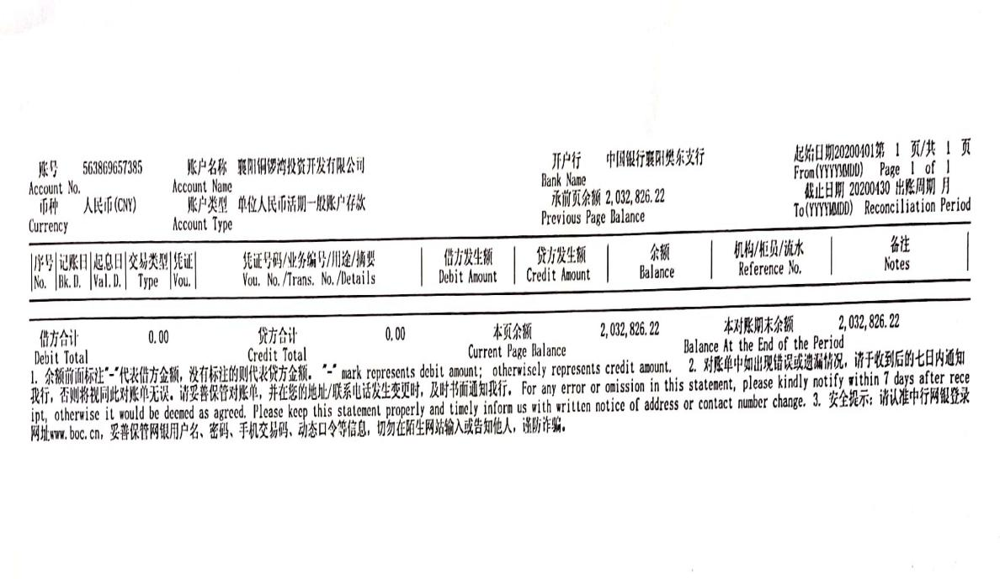 账号 563869657385 账户名称 襄阳铜锣湾投资开发有限公司 开户行 中国银行襄阳樊东支行 起始日期20200401第 1 页/共 1 页
Account No. Account Name Bank Name From(YYYYMMDD) Page 1 of 1
币种 人民币(CNY) 账户类型 单位人民币活期一般账户存款 承前页余额 2,032,826.22 截止日期 20200430 出账周期 月
Currency Account Type Previous Page Balance To(YYYYMMDD) Reconciliation Period
序号 记账日 起息日 交易类型 凭证 凭证号码/业务编号/用途/摘要 借方发生额 贷方发生额 余额 机构/柜员/流水 备注
No. Bk.D. Val.D. Type Vou. Vou. No./Trans. No./Details Debit Amount Credit Amount Balance Reference No. Notes
借方合计 0.00 贷方合计 0.00 本页余额 2,032,826.22 本对账期末余额 2,032,826.22
Debit Total Credit Total Current Page Balance Balance At the End of the Period
1. 余额前面标注"-"代表借方金额，没有标注的则代表贷方金额。 "-" mark represents debit amount; otherwisely represents credit amount. 2. 对账单中如出现错误或遗漏情况，请于收到后的七日内通知
我行，否则将视同此对账单无误。请妥善保管对账单，并在您的地址/联系电话发生变更时，及时书面通知我行。 For any error or omission in this statement, please kindly notify within 7 days after rece
ipt, otherwise it would be deemed as agreed. Please keep this statement properly and timely inform us with written notice of address or contact number change. 3. 安全提示：请认准中行网银登录
网址www.boc.cn，妥善保管网银用户名、密码、手机交易码、动态口令等信息，切勿在陌生网站输入或告知他人，谨防诈骗。